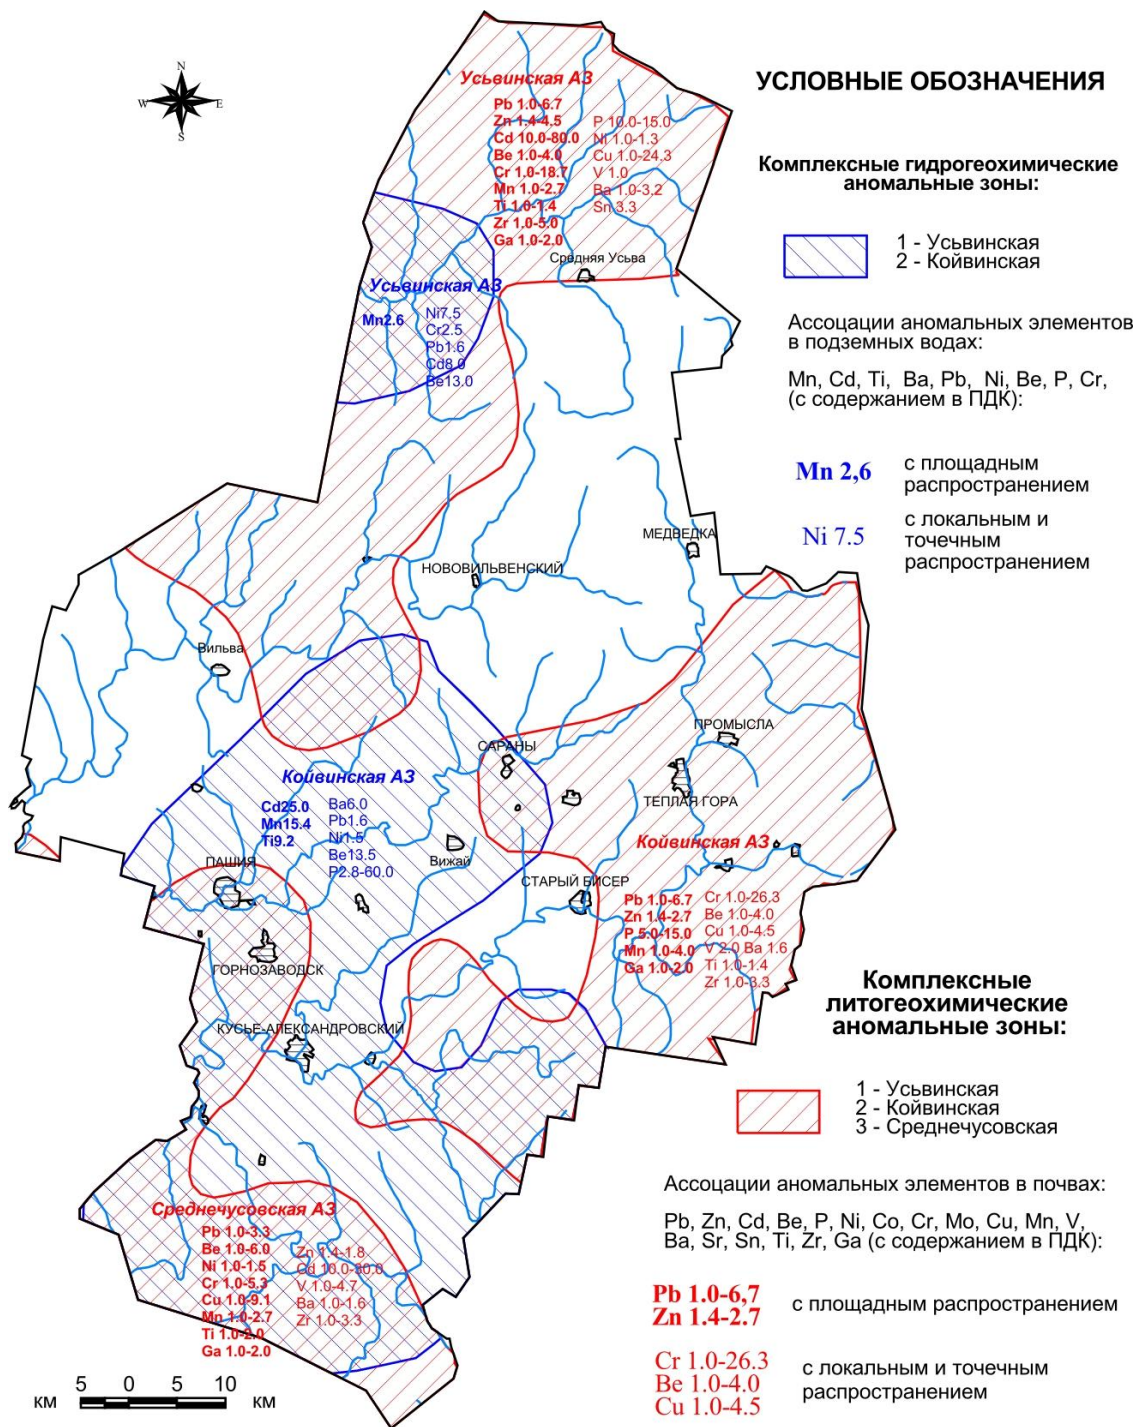 N
W
E
S
УСЛОВНЫЕ ОБОЗНАЧЕНИЯ
Комплексные гидрогеохимические
аномальные зоны:
1 - Усьвинская
2 - Койвинская
Ассоцации аномальных элементов
в подземных водах:
Mn, Cd, Ti, Ba, Pb, Ni, Be, P, Cr,
(с содержанием в ПДК):
Mn 2,6
с площадным
распространением
Ni 7.5
с локальным и
точечным
распространением
Усьвинская АЗ
Pb 1.0-6.7
Zn 1.4-4.5
Cd 10.0-80.0
Be 1.0-4.0
Cr 1.0-18.7
Mn 1.0-2.7
Ti 1.0-1.4
Zr 1.0-5.0
Ga 1.0-2.0
P 10.0-15.0
Ni 1.0-1.3
Cu 1.0-24.3
V 1.0
Ba 1.0-3.2
Sn 3.3
Средняя Усьва
Усьвинская АЗ
Mn2.6
Ni7.5
Cr2.5
Pb1.6
Cd8.0
Be13.0
МЕДВЕДКА
НОВОВИЛЬВЕНСКИЙ
Вильва
ПРОМЫСЛА
САРАНЫ
ТЕПЛАЯ ГОРА
Койвинская АЗ
Cd25.0
Mn15.4
Ti9.2
Ba6.0
Pb1.6
Ni1.5
Be13.5
P2.8-60.0
Вижай
ПАШИЯ
СТАРЫЙ БИСЕР
Койвинская АЗ
Pb 1.0-6.7
Zn 1.4-2.7
P 5.0-15.0
Mn 1.0-4.0
Ga 1.0-2.0
Cr 1.0-26.3
Be 1.0-4.0
Cu 1.0-4.5
V 2.0 Ba 1.6
Ti 1.0-1.4
Zr 1.0-3.3
ГОРНОЗАВОДСК
КУСЬЕ-АЛЕКСАНДРОВСКИЙ
Комплексные
литогеохимические
аномальные зоны:
1 - Усьвинская
2 - Койвинская
3 - Среднечусовская
Ассоцации аномальных элементов в почвах:
Pb, Zn, Cd, Be, P, Ni, Co, Cr, Mo, Cu, Mn, V,
Ba, Sr, Sn, Ti, Zr, Ga (с содержанием в ПДК):
Pb 1.0-6,7
Zn 1.4-2.7
с площадным распространением
Cr 1.0-26.3
Be 1.0-4.0
Cu 1.0-4.5
с локальным и точечным
распространением
Среднечусовская АЗ
Pb 1.0-3.3
Be 1.0-6.0
Ni 1.0-1.5
Cr 1.0-5.3
Cu 1.0-9.1
Mn 1.0-2.7
Ti 1.0-2.0
Ga 1.0-2.0
Zn 1.4-1.8
Cd 10.0-30.0
V 1.0-4.7
Ba 1.0-1.6
Zr 1.0-3.3
км 5 0 5 10 км